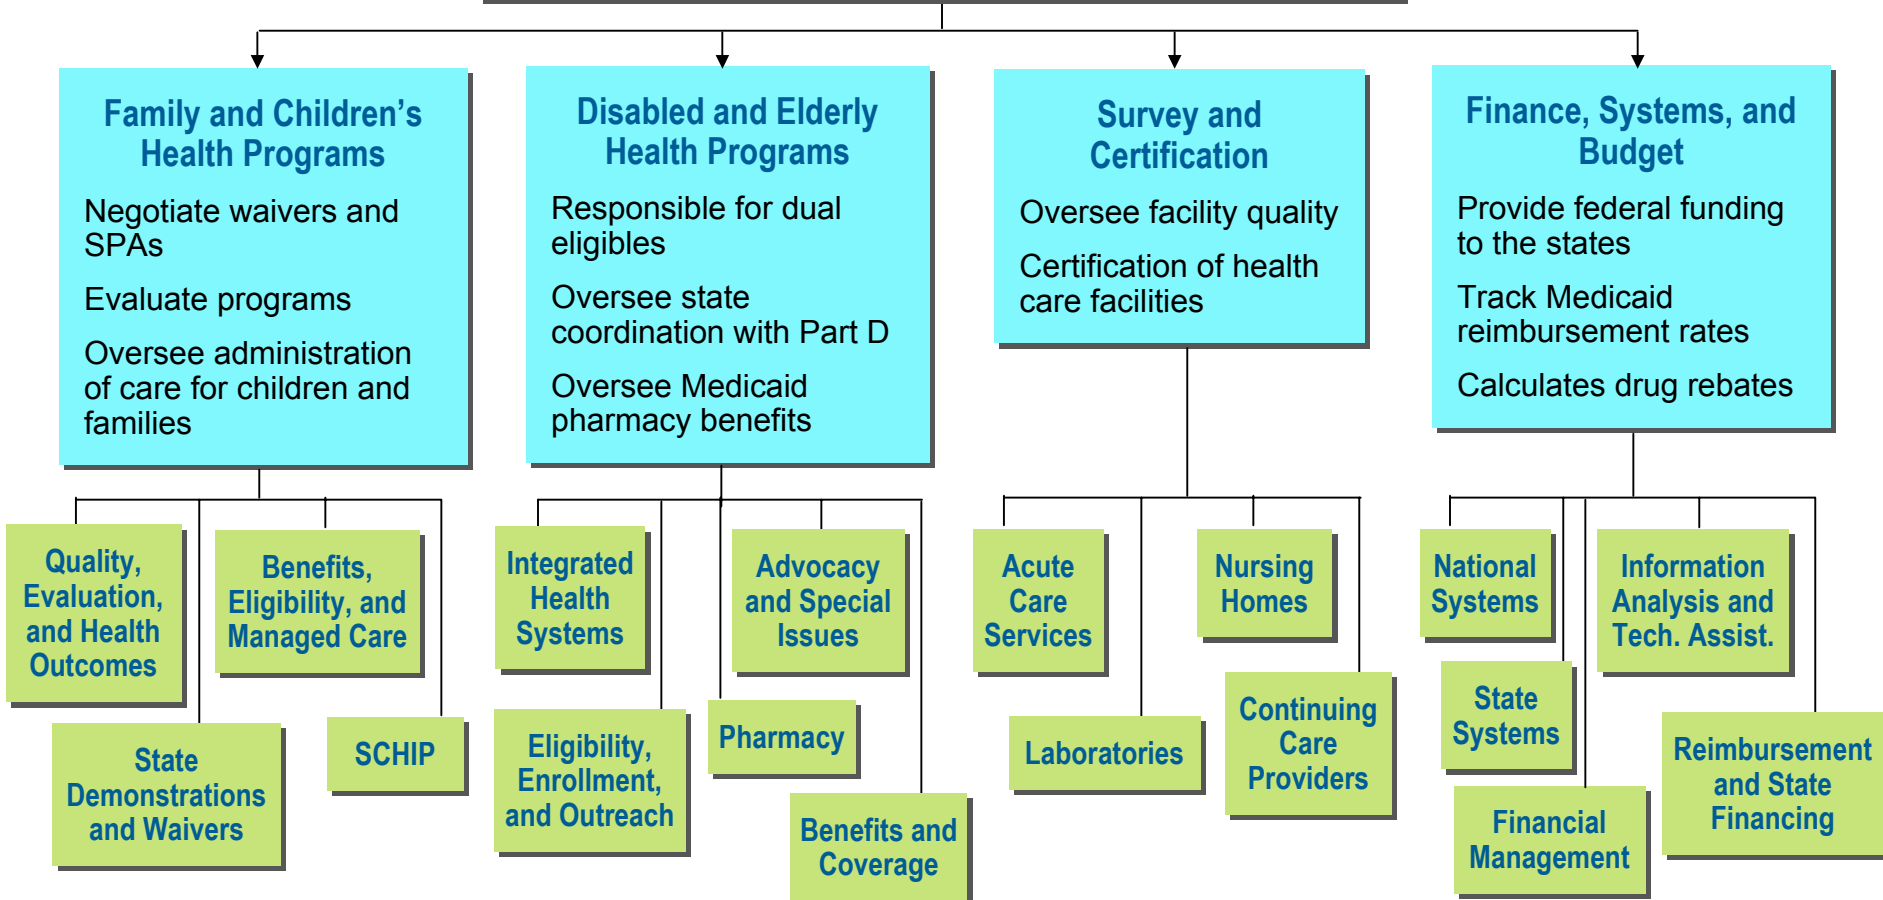 Family and Children’s
Health Programs
Negotiate waivers and
SPAs
Evaluate programs
Oversee administration
of care for children and
families
Disabled and Elderly
Health Programs
Responsible for dual
eligibles
Oversee state
coordination with Part D
Oversee Medicaid
pharmacy benefits
Survey and
Certification
Oversee facility quality
Certification of health
care facilities
Finance, Systems, and
Budget
Provide federal funding
to the states
Track Medicaid
reimbursement rates
Calculates drug rebates
Quality,
Evaluation,
and Health
Outcomes
Benefits,
Eligibility, and
Managed Care
State
Demonstrations
and Waivers
SCHIP
Integrated
Health
Systems
Advocacy
and Special
Issues
Eligibility,
Enrollment,
and Outreach
Pharmacy
Benefits and
Coverage
Acute
Care
Services
Nursing
Homes
Laboratories
Continuing
Care
Providers
National
Systems
Information
Analysis and
Tech. Assist.
State
Systems
Reimbursement
and State
Financing
Financial
Management